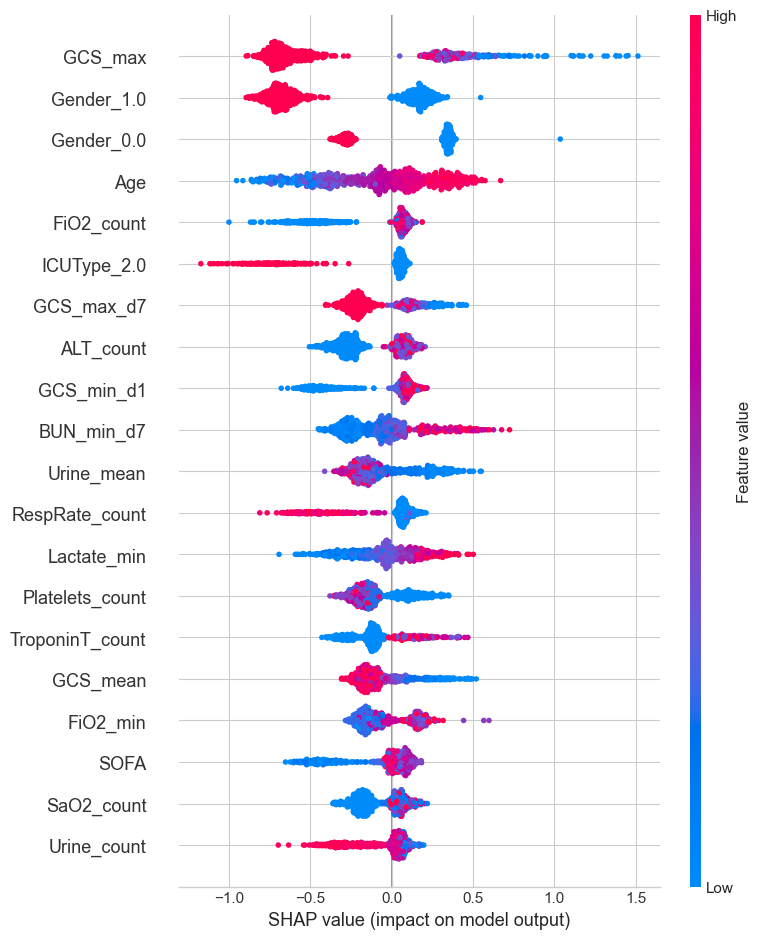 High
GCS_max
Gender_1.0
Gender_0.0
Age
FiO2_count
ICUType_2.0
GCS_max_d7
ALT_count
GCS_min_d1
BUN_min_d7
Urine_mean
RespRate_count
Lactate_min
Platelets_count
TroponinT_count
GCS_mean
FiO2_min
SOFA
SaO2_count
Urine_count
Feature value
Low
−1.0 −0.5 0.0 0.5 1.0 1.5
SHAP value (impact on model output)